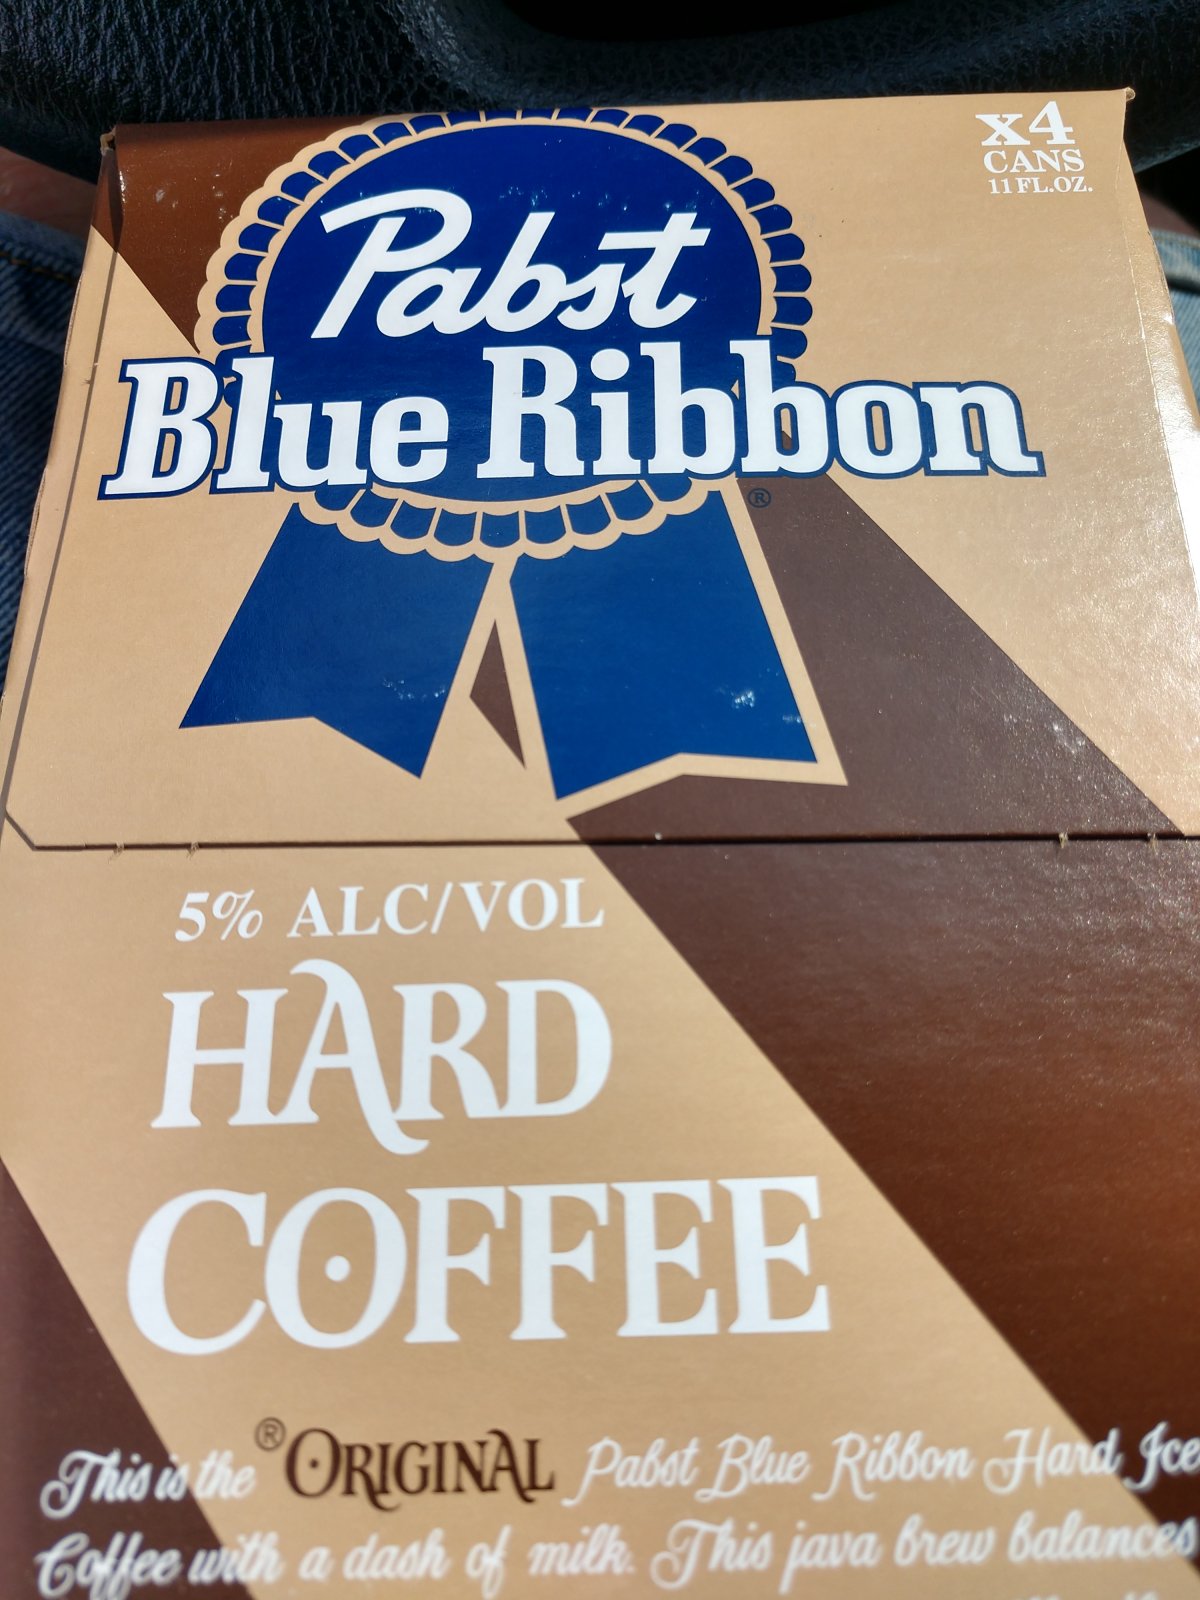 x4
CANS
11 FL.OZ.
Pabst
Blue Ribbon
®
5% ALC/VOL
HARD
COFFEE
This is the ®ORIGINAL Pabst Blue Ribbon Hard Ice
Coffee with a dash of milk. This java brew balances